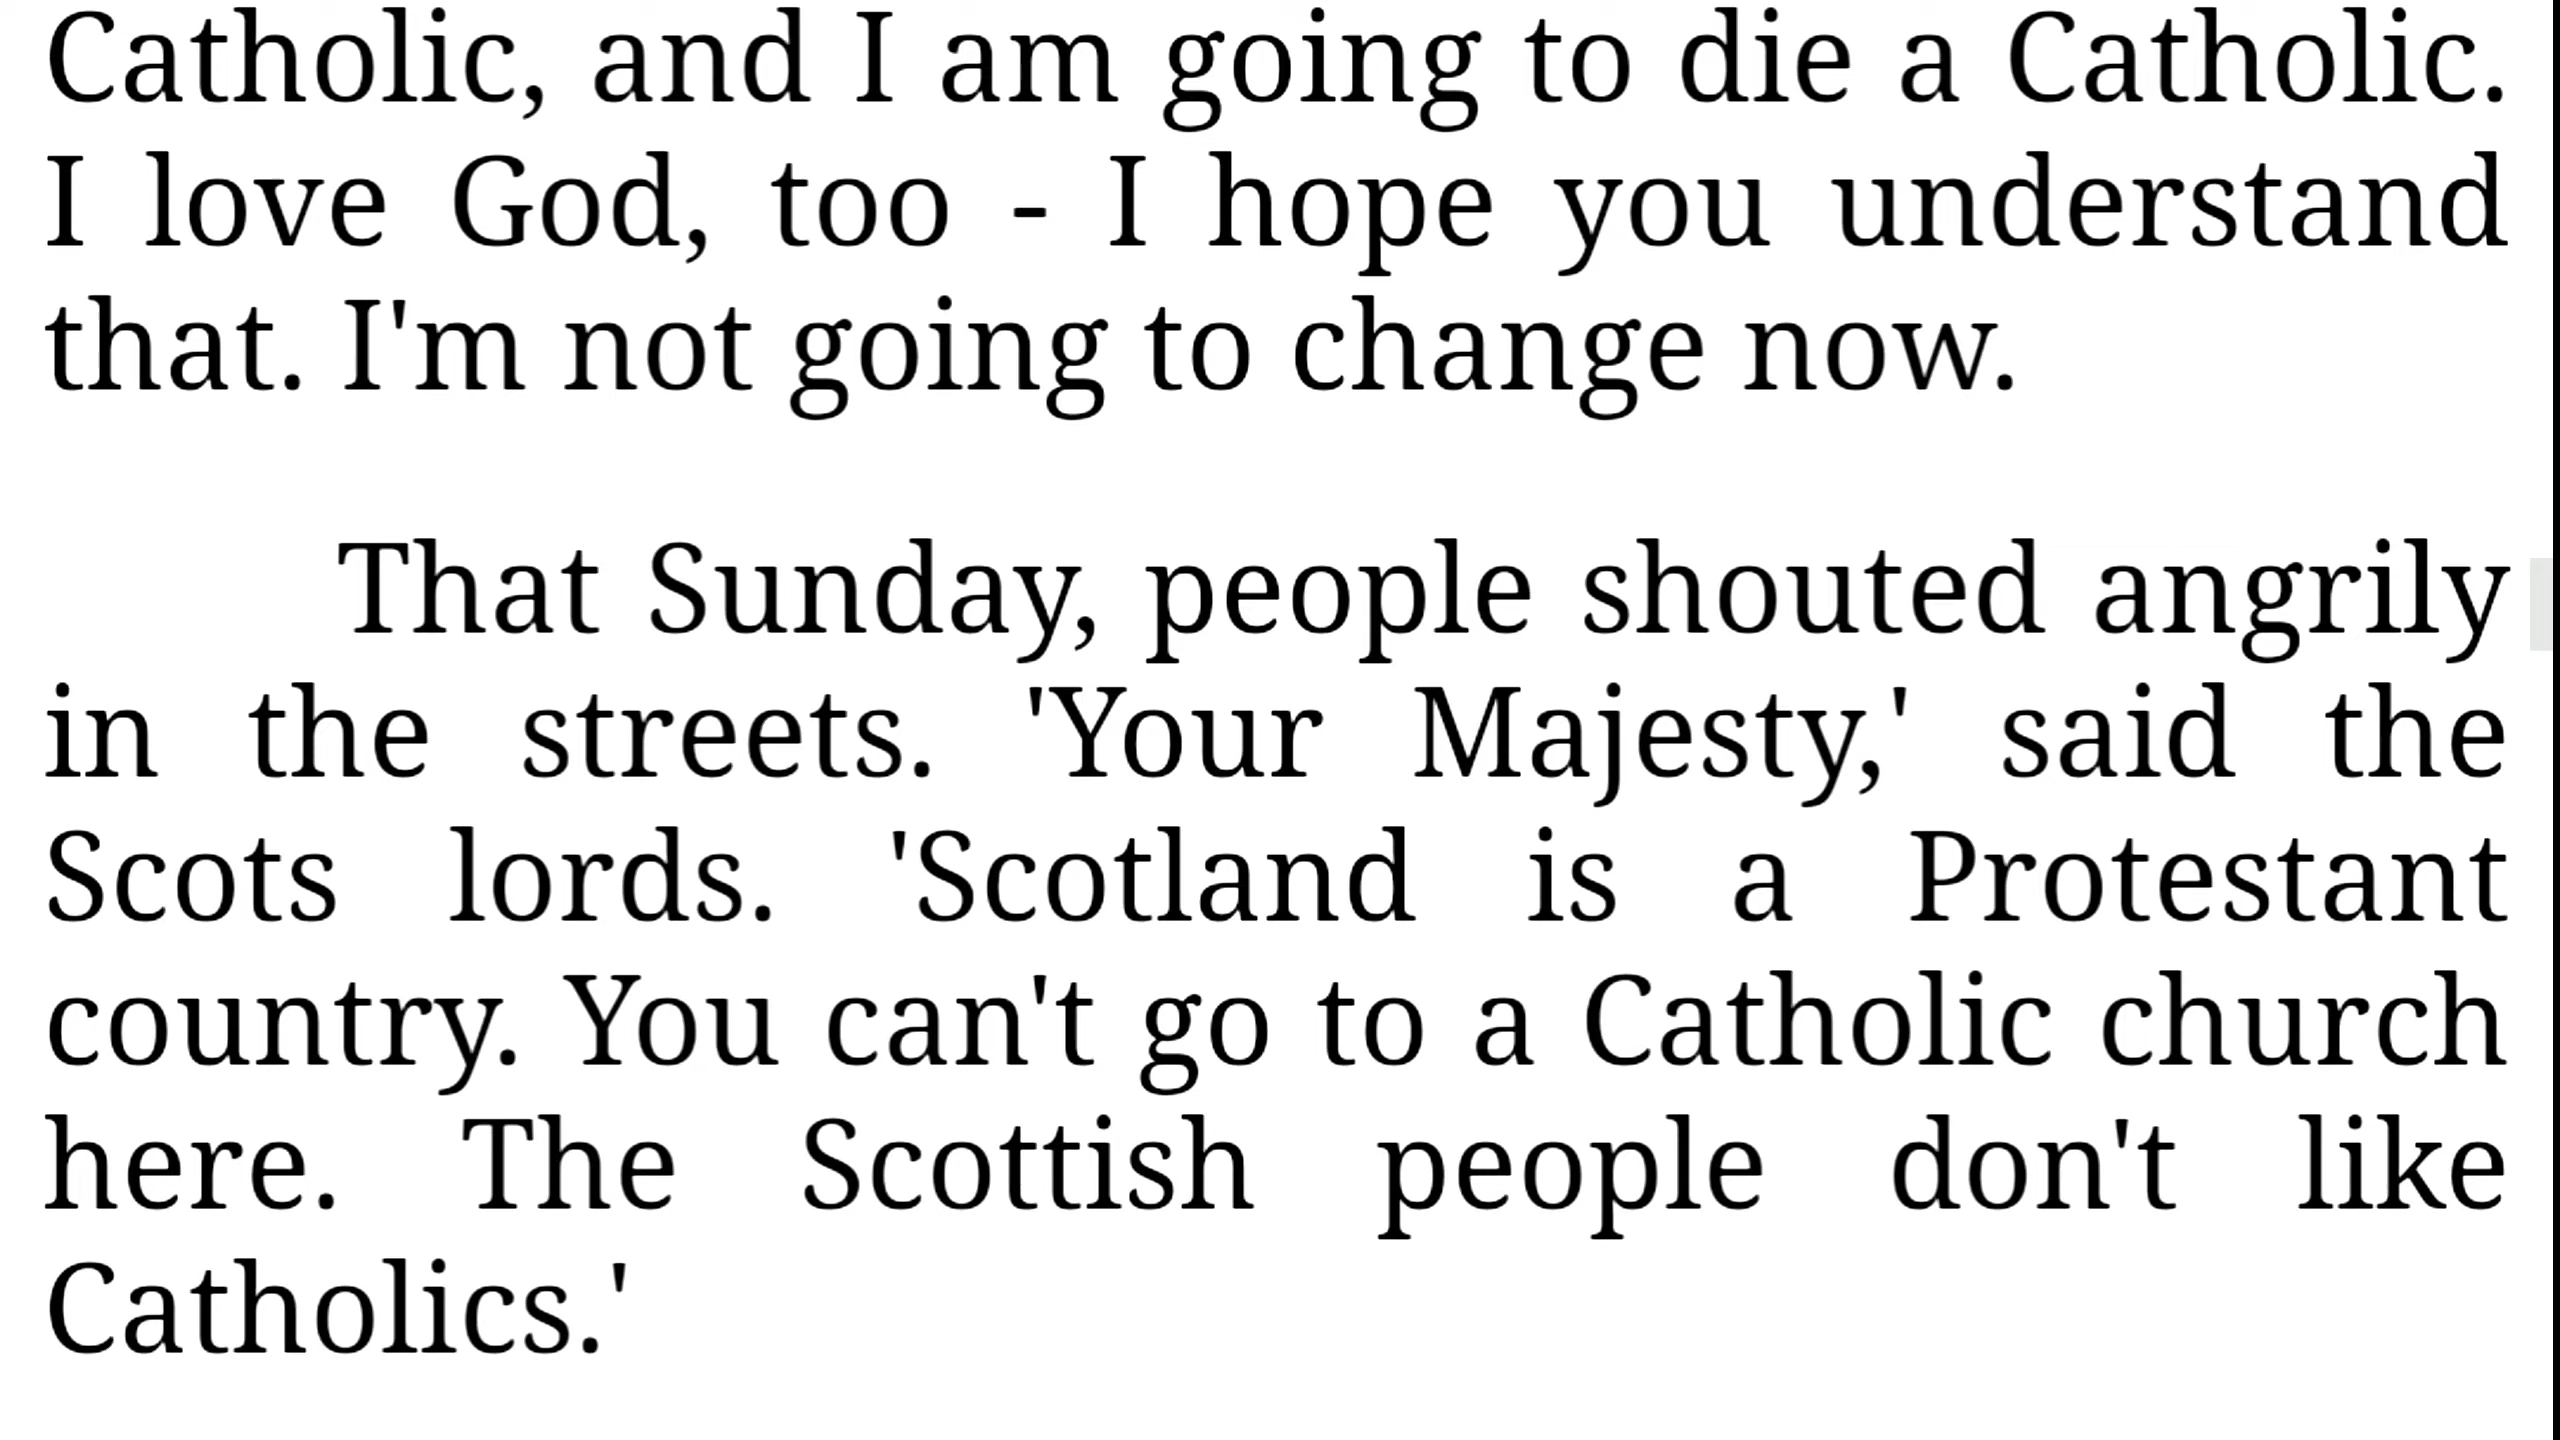 Catholic, and I am going to die a Catholic.
I love God, too - I hope you understand
that. I'm not going to change now.
That Sunday, people shouted angrily
in the streets. 'Your Majesty,' said the
Scots lords. 'Scotland is a Protestant
country. You can't go to a Catholic church
here. The Scottish people don't like
Catholics.'